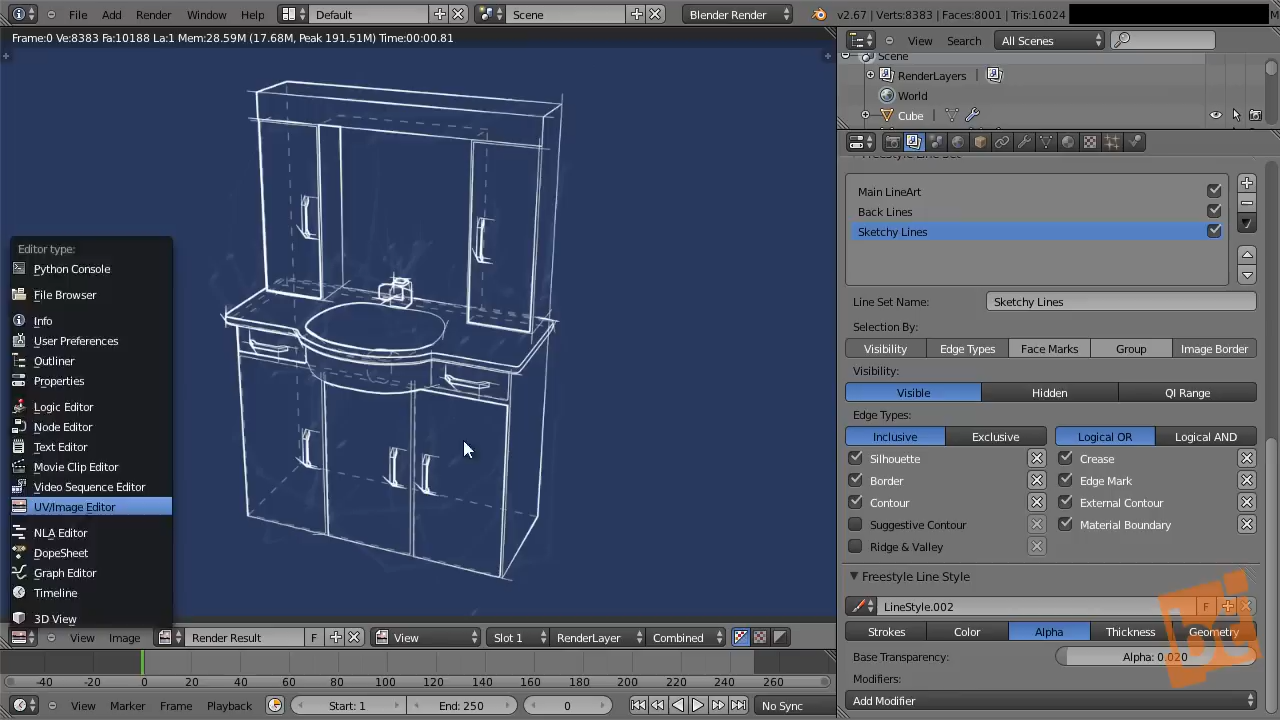 File Add Render Window Help Default Scene Blender Render v2.67 | Verts:8383 | Faces:8001 | Tris:16024
Frame:0 Ve:8383 Fa:10188 La:1 Mem:28.59M (17.68M, Peak 191.51M) Time:00:00.81
View Search All Scenes
Scene
RenderLayers
World
Cube
Freestyle Line Set
Main LineArt
Back Lines
Sketchy Lines
Line Set Name: Sketchy Lines
Selection By:
Visibility Edge Types Face Marks Group Image Border
Visibility:
Visible Hidden QI Range
Edge Types:
Inclusive Exclusive Logical OR Logical AND
Silhouette Crease
Border Edge Mark
Contour External Contour
Suggestive Contour Material Boundary
Ridge & Valley
Freestyle Line Style
LineStyle.002 F
Strokes Color Alpha Thickness Geometry
Base Transparency: Alpha: 0.020
Modifiers:
Add Modifier
Editor type:
Python Console
File Browser
Info
User Preferences
Outliner
Properties
Logic Editor
Node Editor
Text Editor
Movie Clip Editor
Video Sequence Editor
UV/Image Editor
NLA Editor
DopeSheet
Graph Editor
Timeline
3D View
View Image Render Result F View Slot 1 RenderLayer Combined
-40 -20 0 20 40 60 80 100 120 140 160 180 200 220 240 260
View Marker Frame Playback Start: 1 End: 250 0 No Sync